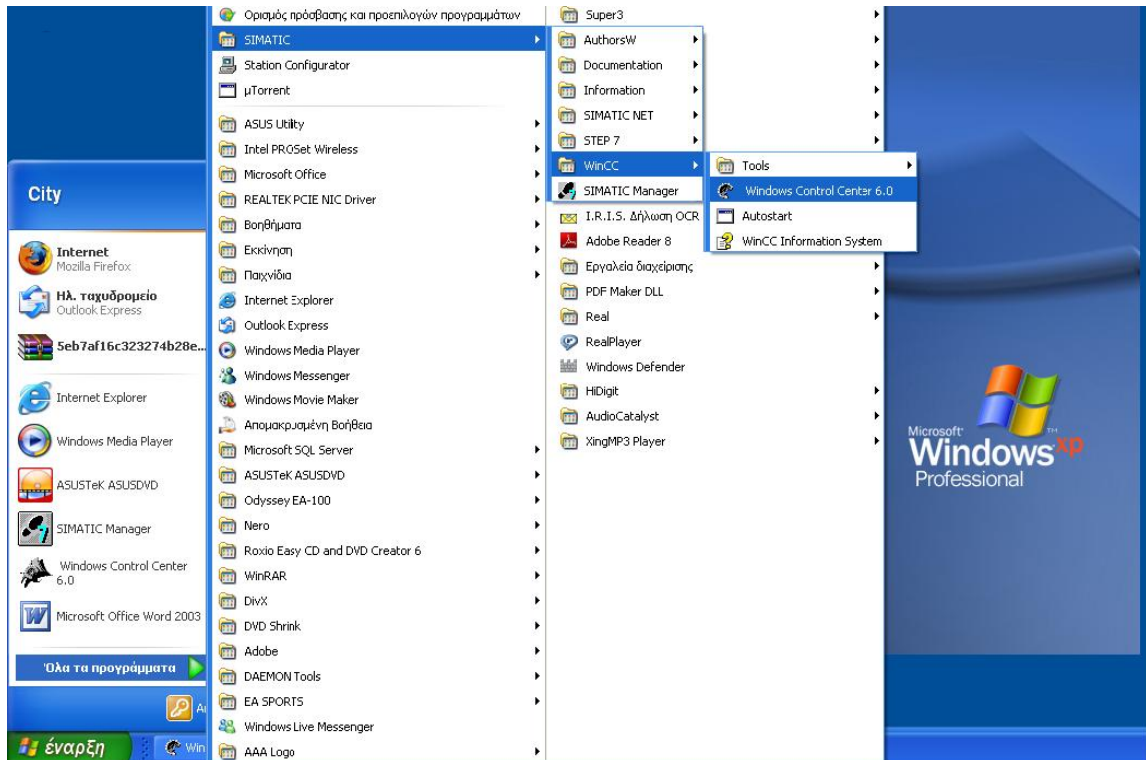 City
Internet
Mozilla Firefox
Ηλ. ταχυδρομείο
Outlook Express
5eb7af16c323274b28e...
Internet Explorer
Windows Media Player
ASUSTeK ASUSDVD
SIMATIC Manager
Windows Control Center
6.0
Microsoft Office Word 2003
Όλα τα προγράμματα
έναρξη
Win
Ορισμός πρόσβασης και προεπιλογών προγραμμάτων
SIMATIC
Station Configurator
µTorrent
ASUS Utility
Intel PROSet Wireless
Microsoft Office
REALTEK PCIE NIC Driver
Βοηθήματα
Εκκίνηση
Παιχνίδια
Internet Explorer
Outlook Express
Windows Media Player
Windows Messenger
Windows Movie Maker
Απομακρυσμένη Βοήθεια
Microsoft SQL Server
ASUSTeK ASUSDVD
Odyssey EA-100
Nero
Roxio Easy CD and DVD Creator 6
WinRAR
DivX
DVD Shrink
Adobe
DAEMON Tools
EA SPORTS
Windows Live Messenger
AAA Logo
Super3
AuthorsW
Documentation
Information
SIMATIC NET
STEP 7
WinCC
SIMATIC Manager
I.R.I.S. Δήλωση OCR
Adobe Reader 8
Εργαλεία διαχείρισης
PDF Maker DLL
Real
RealPlayer
Windows Defender
HiDigit
AudioCatalyst
XingMP3 Player
Tools
Windows Control Center 6.0
Autostart
WinCC Information System
Microsoft
Windows xp
Professional